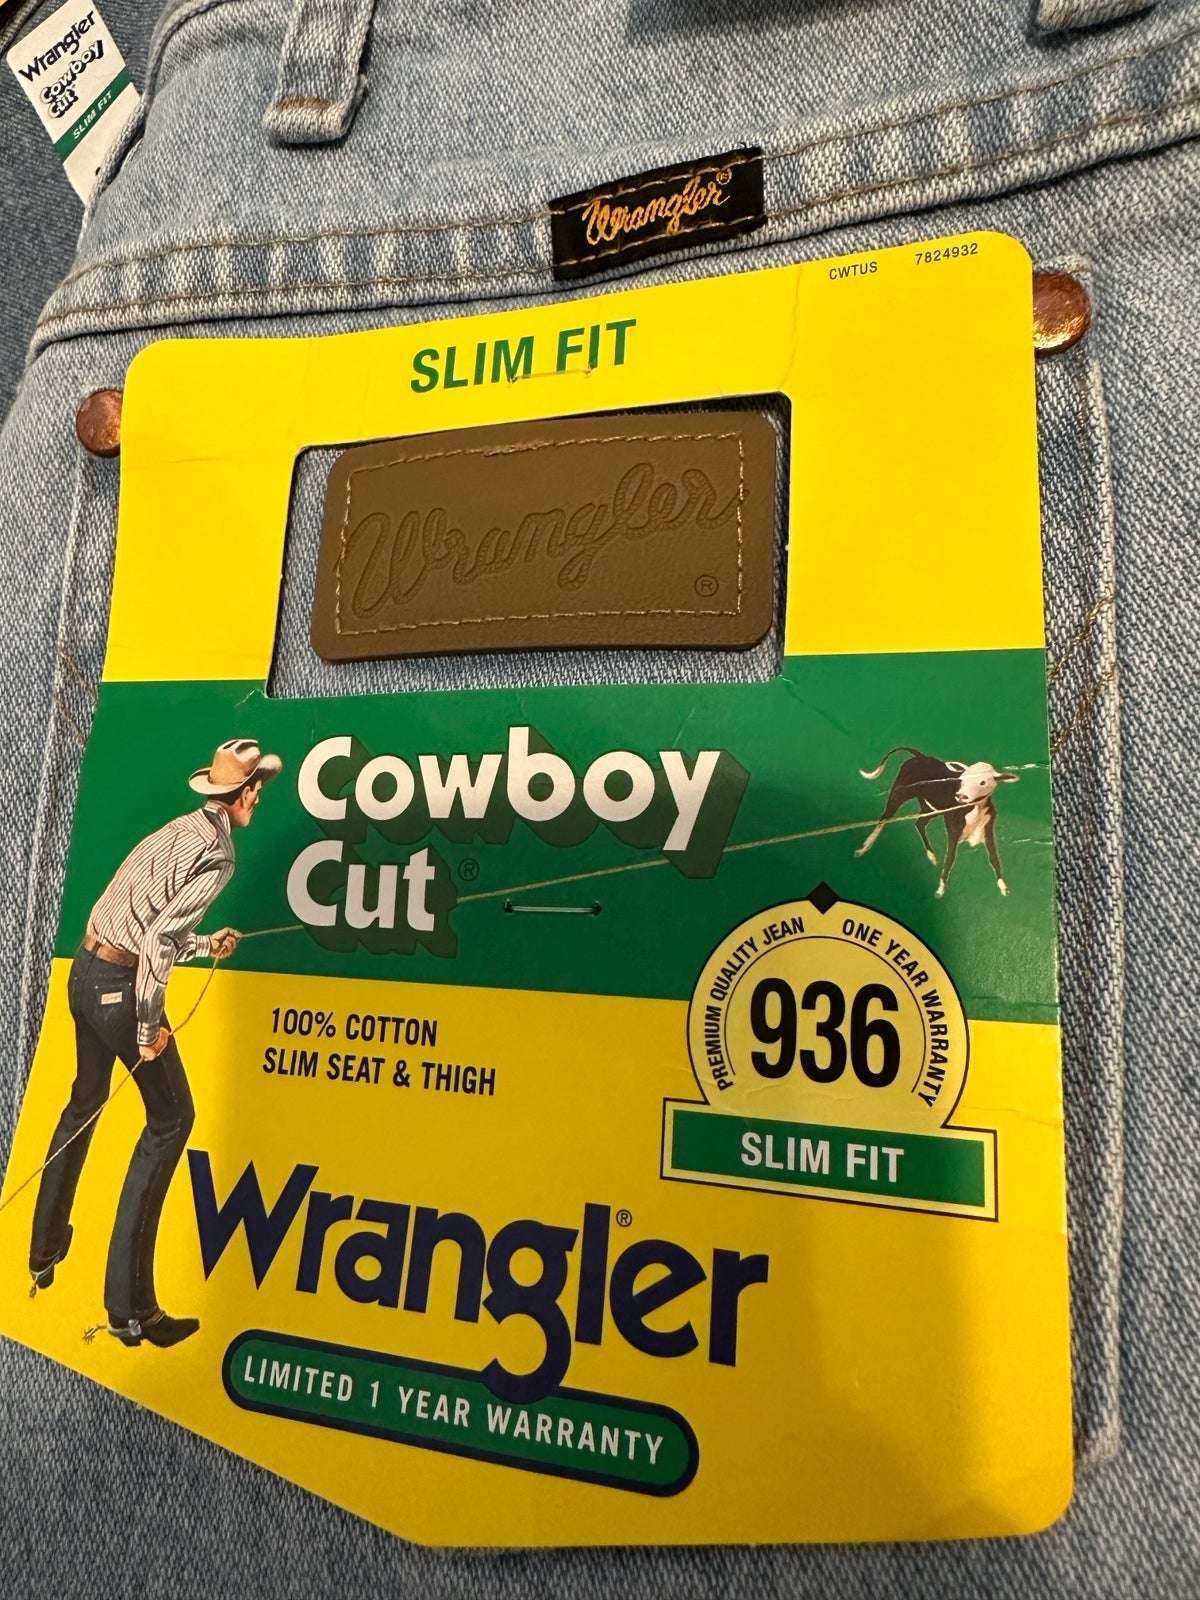 Wrangler
Cowboy
Cut
SLIM FIT
Wrangler®
CWTUS 7824932
SLIM FIT
Wrangler
®
Cowboy
Cut®
PREMIUM QUALITY JEAN ONE YEAR WARRANTY
936
SLIM FIT
100% COTTON
SLIM SEAT & THIGH
Wrangler®
LIMITED 1 YEAR WARRANTY